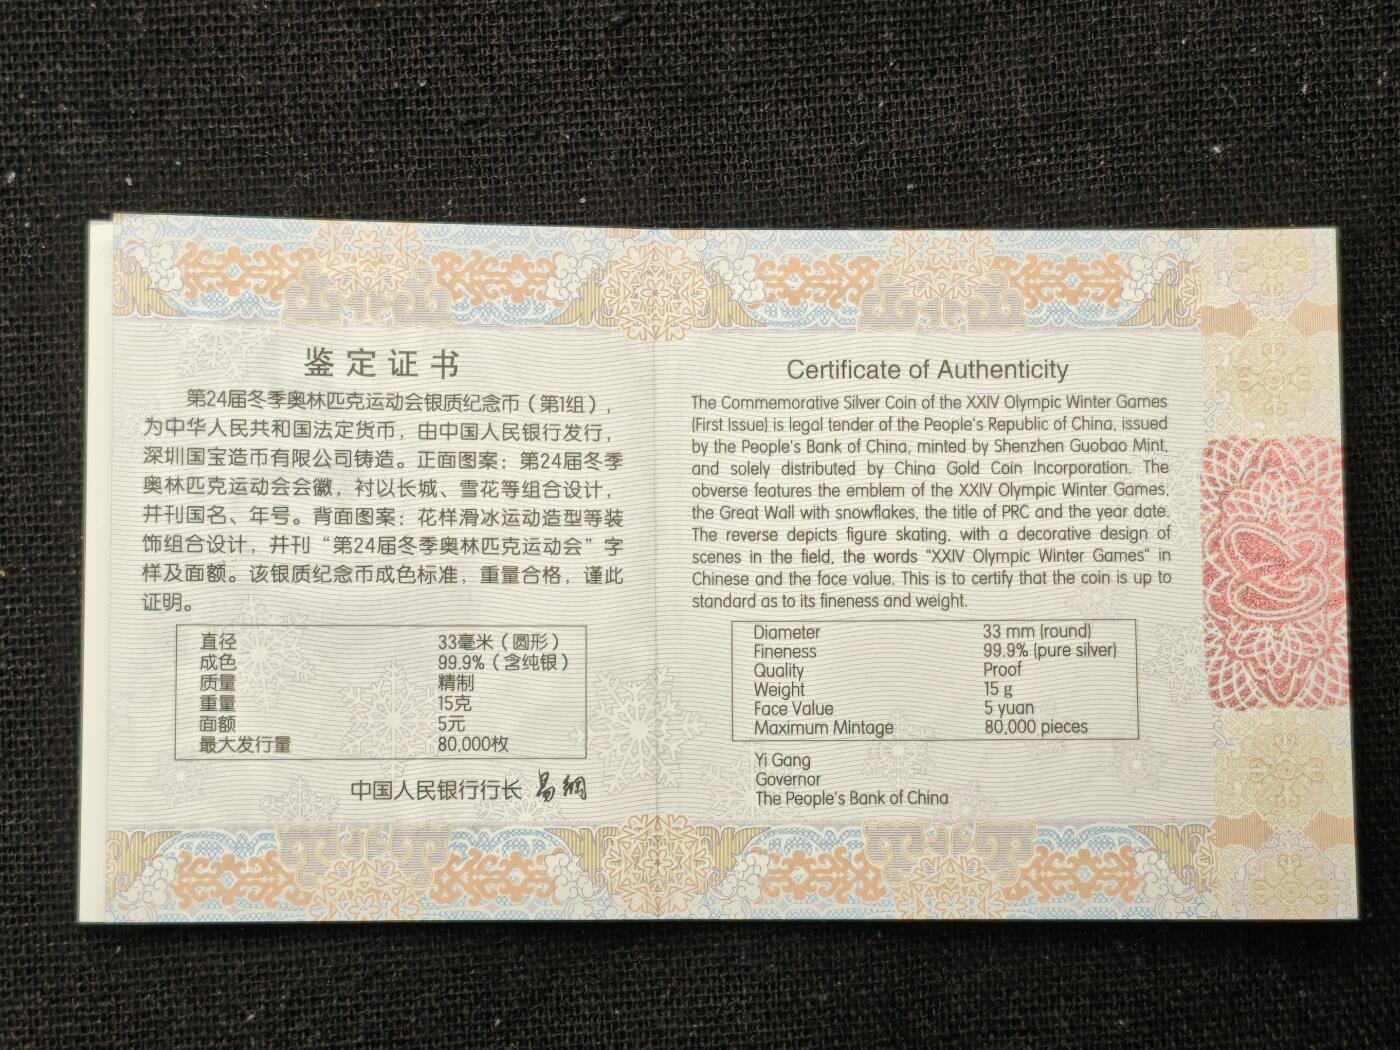 鉴定证书
第24届冬季奥林匹克运动会银质纪念币（第1组），
为中华人民共和国法定货币，由中国人民银行发行，
深圳国宝造币有限公司铸造。正面图案：第24届冬季
奥林匹克运动会会徽，衬以长城、雪花等组合设计，
并刊国名、年号。背面图案：花样滑冰运动造型等装
饰组合设计，并刊“第24届冬季奥林匹克运动会”字
样及面额。该银质纪念币成色标准，重量合格，谨此
证明。
直径 33毫米（圆形）
成色 99.9%（含纯银）
质量 精制
重量 15克
面额 5元
最大发行量 80,000枚
中国人民银行行长 易纲
Certificate of Authenticity
The Commemorative Silver Coin of the XXIV Olympic Winter Games
(First Issue) is legal tender of the People's Republic of China, issued
by the People's Bank of China, minted by Shenzhen Guobao Mint,
and solely distributed by China Gold Coin Incorporation. The
obverse features the emblem of the XXIV Olympic Winter Games,
the Great Wall with snowflakes, the title of PRC and the year date.
The reverse depicts figure skating, with a decorative design of
scenes in the field, the words "XXIV Olympic Winter Games" in
Chinese and the face value. This is to certify that the coin is up to
standard as to its fineness and weight.
Diameter 33 mm (round)
Fineness 99.9% (pure silver)
Quality Proof
Weight 15 g
Face Value 5 yuan
Maximum Mintage 80,000 pieces
Yi Gang
Governor
The People's Bank of China